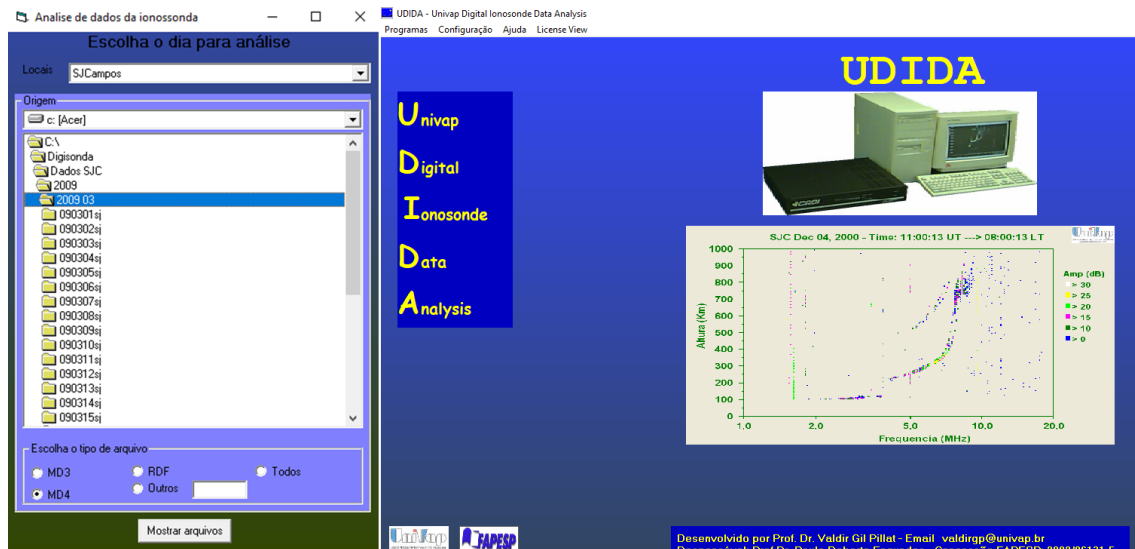 Analise de dados da ionossonda
Escolha o dia para análise
Locais
SJCampos
Origem
c: [Acer]
C:\
Digisonda
Dados SJC
2009
2009 03
090301sj
090302sj
090303sj
090304sj
090305sj
090306sj
090307sj
090308sj
090309sj
090310sj
090311sj
090312sj
090313sj
090314sj
090315sj
Escolha o tipo de arquivo
MD3
RDF
Todos
MD4
Outros
Mostrar arquivos
UDIDA - Univap Digital Ionosonde Data Analysis
Programas Configuração Ajuda License View
UDIDA
Univap
Digital
Ionosonde
Data
Analysis
CADI
SJC Dec 04, 2000 - Time: 11:00:13 UT ---> 08:00:13 LT
UniVap
Altura (Km)
1000
900
800
700
600
500
400
300
200
100
0
1,0 2,0 5,0 10.0 20.0
Frequencia (MHz)
Amp (dB)
> 30
> 25
> 20
> 15
> 10
> 0
UniVap
FAPESP
Desenvolvido por Prof. Dr. Valdir Gil Pillat - Email valdirgp@univap.br